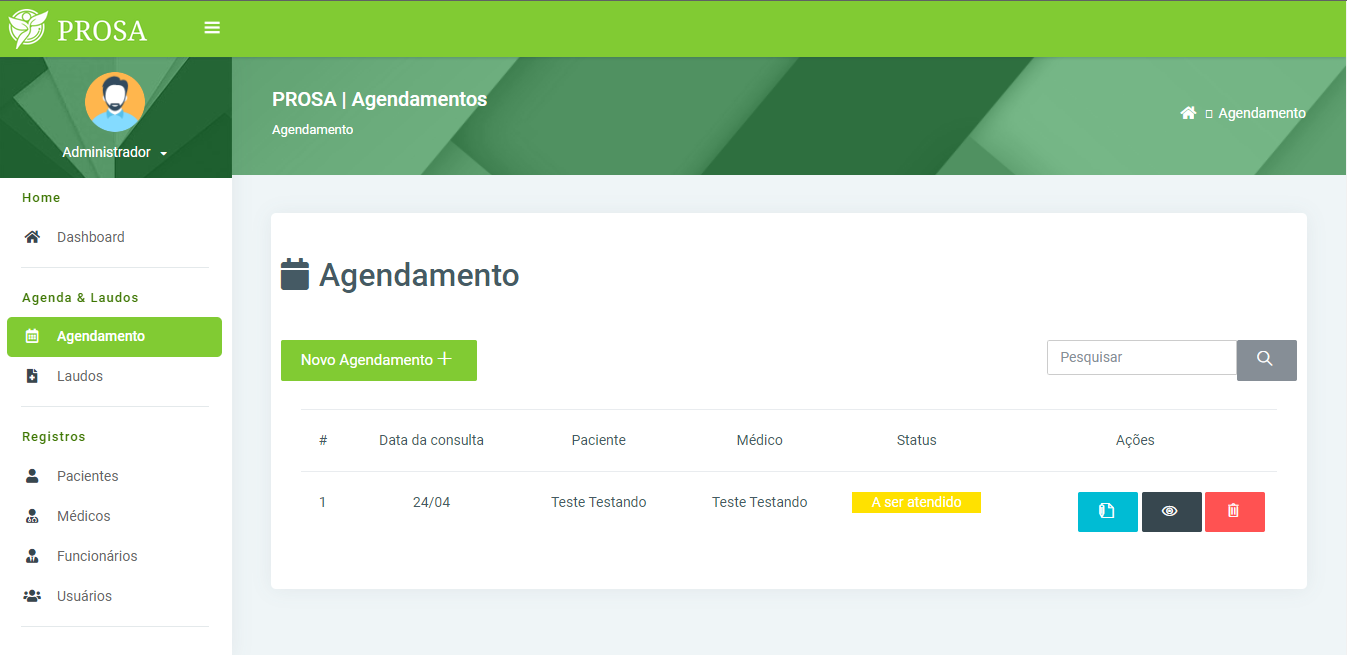 PROSA
Administrador
Home
Dashboard
Agenda & Laudos
Agendamento
Laudos
Registros
Pacientes
Médicos
Funcionários
Usuários
PROSA | Agendamentos
Agendamento
Agendamento
Agendamento
Novo Agendamento
Pesquisar
# Data da consulta Paciente Médico Status Ações
1 24/04 Teste Testando Teste Testando A ser atendido